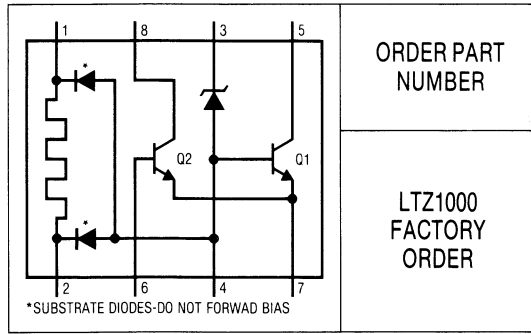 1 8 3 5
*
Q2 Q1
*
2 6 4 7
*SUBSTRATE DIODES-DO NOT FORWAD BIAS
ORDER PART
NUMBER
LTZ1000
FACTORY
ORDER